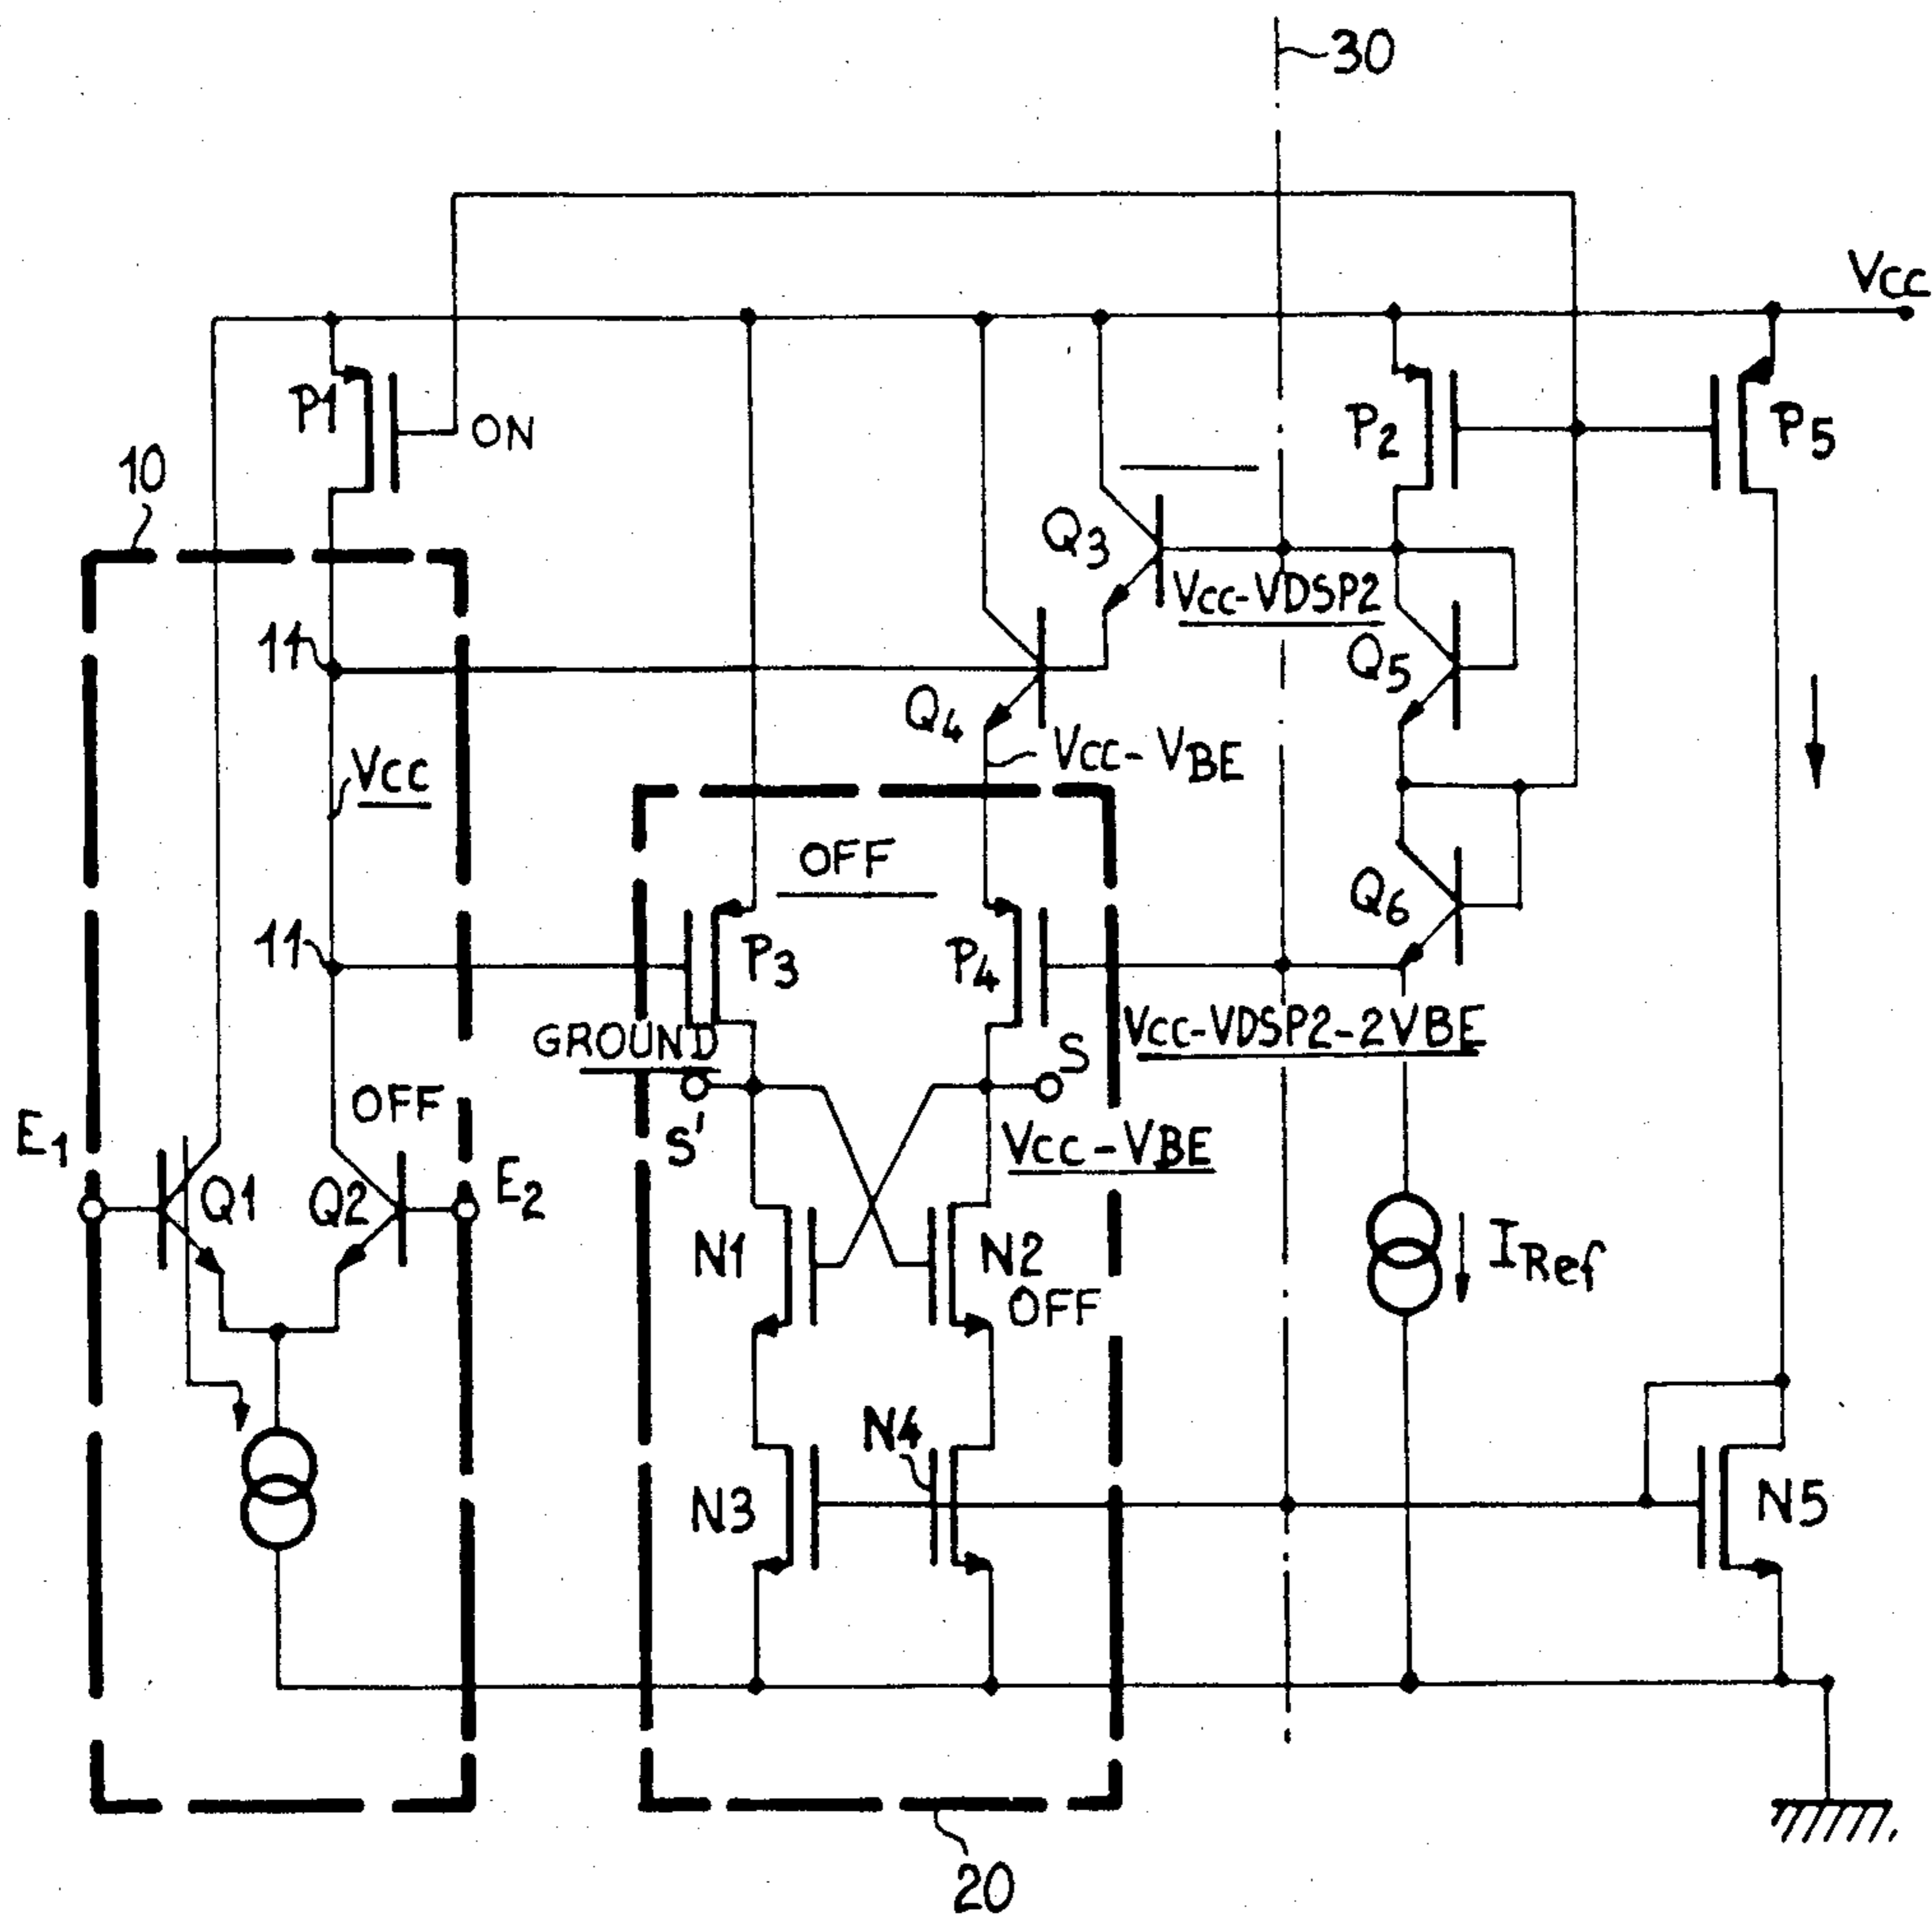 30
Vcc
P1
ON
P2
P5
10
Q3
Vcc-VDSP2
11
Q5
Q4
Vcc-VBE
Vcc
OFF
Q6
11
P3
P4
GROUND
S
Vcc-VDSP2-2VBE
OFF
E1
S'
Vcc-VBE
E2
Q1
Q2
N1
N2
IRef
OFF
N4
N3
N5
20